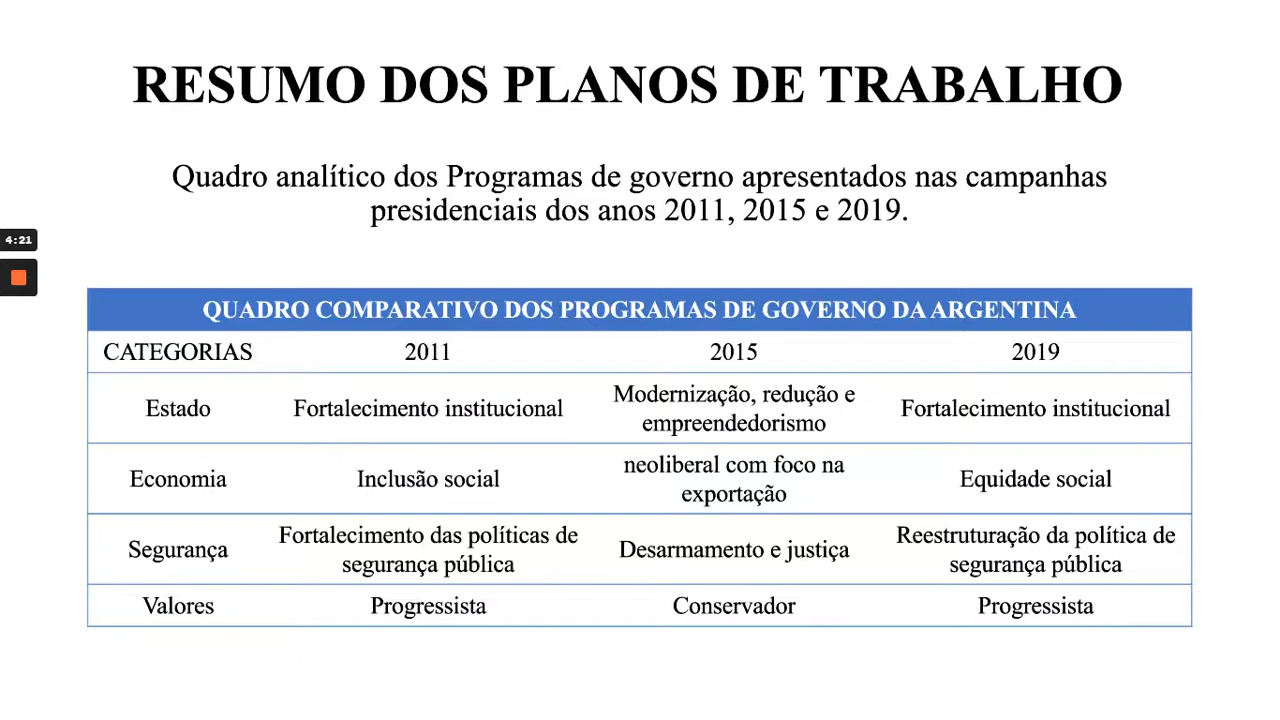 RESUMO DOS PLANOS DE TRABALHO
Quadro analítico dos Programas de governo apresentados nas campanhas
presidenciais dos anos 2011, 2015 e 2019.
4:21
QUADRO COMPARATIVO DOS PROGRAMAS DE GOVERNO DA ARGENTINA
CATEGORIAS 2011 2015 2019
Estado Fortalecimento institucional Modernização, redução e
empreendedorismo Fortalecimento institucional
Economia Inclusão social neoliberal com foco na
exportação Equidade social
Segurança Fortalecimento das políticas de
segurança pública Desarmamento e justiça Reestruturação da política de
segurança pública
Valores Progressista Conservador Progressista